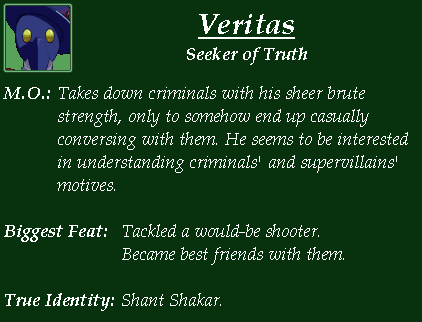 Veritas
Seeker of Truth
M.O.: Takes down criminals with his sheer brute
strength, only to somehow end up casually
conversing with them. He seems to be interested
in understanding criminals' and supervillains'
motives.
Biggest Feat: Tackled a would-be shooter.
Became best friends with them.
True Identity: Shant Shakar.